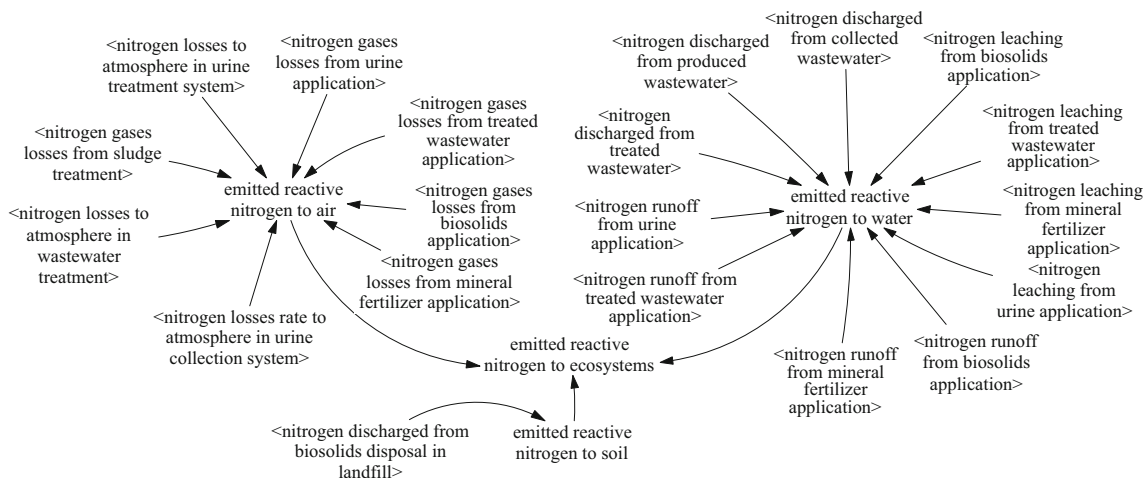 <nitrogen losses to
atmosphere in urine
treatment system>
<nitrogen gases
losses from urine
application>
<nitrogen gases
losses from treated
wastewater
application>
<nitrogen gases
losses from sludge
treatment>
emitted reactive
nitrogen to air
<nitrogen gases
losses from
biosolids
application>
<nitrogen losses to
atmosphere in
wastewater
treatment>
<nitrogen gases
losses from mineral
fertilizer application>
<nitrogen losses rate to
atmosphere in urine
collection system>
<nitrogen discharged
from produced
wastewater>
<nitrogen discharged
from collected
wastewater>
<nitrogen leaching
from biosolids
application>
<nitrogen
discharged from
treated
wastewater>
<nitrogen leaching
from treated
wastewater
application>
emitted reactive
nitrogen to water
<nitrogen runoff
from urine
application>
<nitrogen leaching
from mineral
fertilizer
application>
<nitrogen runoff from
treated wastewater
application>
<nitrogen
leaching from
urine application>
<nitrogen runoff
from mineral
fertilizer
application>
<nitrogen runoff
from biosolids
application>
emitted reactive
nitrogen to ecosystems
<nitrogen discharged from
biosolids disposal in
landfill>
emitted reactive
nitrogen to soil